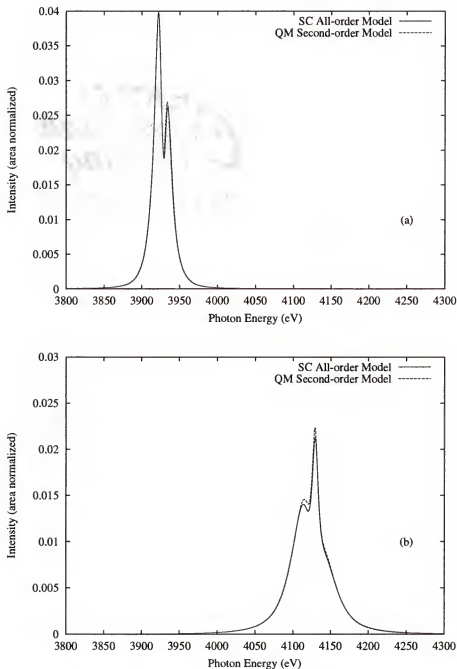 0.04
0.035
0.03
0.025
0.02
0.015
0.01
0.005
0
Intensity (area normalized)
SC All-order Model
QM Second-order Model
(a)
3800 3850 3900 3950 4000 4050 4100 4150 4200 4250 4300
Photon Energy (eV)
0.03
0.025
0.02
0.015
0.01
0.005
0
Intensity (area normalized)
SC All-order Model
QM Second-order Model
(b)
3800 3850 3900 3950 4000 4050 4100 4150 4200 4250 4300
Photon Energy (eV)